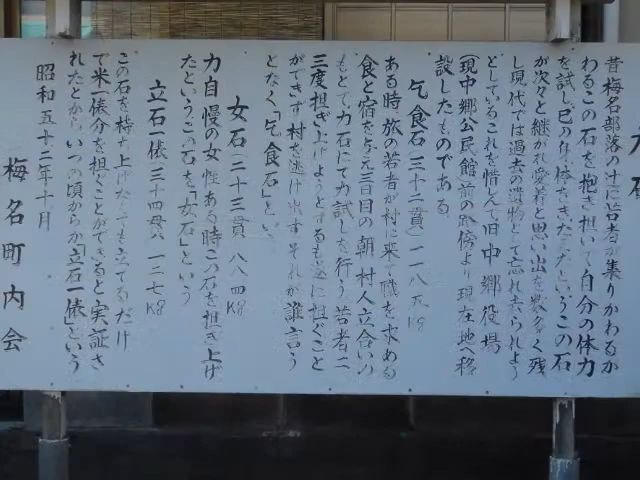 力石
昔梅名部落の辻に若者が集りかわるが
わるこの石を抱き担いで自分の体力
を試し己の体をきたえたというこの石
が次々と継がれ愛着と思い出を数多く残
し現代では過去の遺物として忘れ去られよう
としているこれを惜んで旧中郷役場
(現中郷公民館前の路傍より現在地へ移
設したものである
乞食石(三十二貫)一一八五Kg
ある時旅の若者が村に来て職を求める
食と宿を与え三日目の朝村人立合いの
もとで力石にて力試しを行う若者二
三度担ぎ上げようとするも遂に担ぐこと
ができず村を逃げ出すそれが誰言う
となく「乞食石」とい
女石(二十三貫)八八四Kg
力自慢の女性ある時この石を担ぎ上げ
たというこの石を「女石」という
立石一俵三十四貫 一二七Kg
この石を持ち上げなくても立てるだけ
で米一俵分を担ぐことができると実証さ
れたとからいつの頃からか「立石一俵」という
昭和五十二年十月
梅名町内会